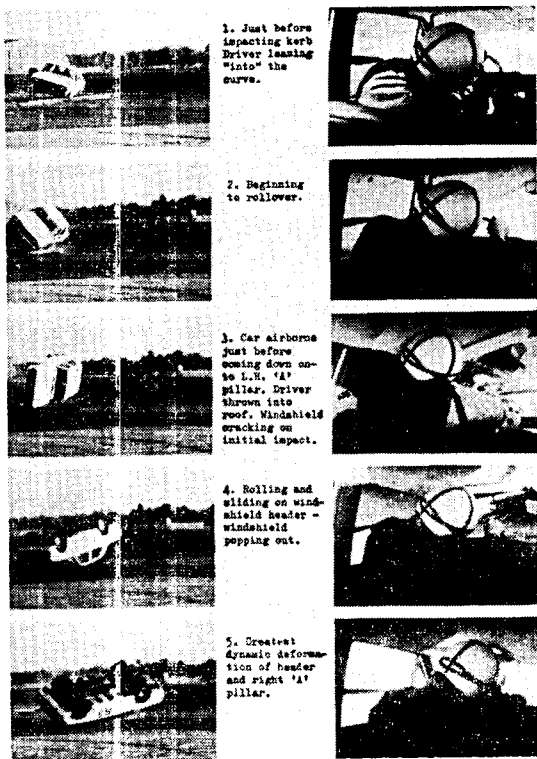 1. Just before
impacting kerb
Driver leaning
"into" the
curve.
2. Beginning
to rollover.
3. Car airborne
just before
coming down on-
to L.H. 'A'
pillar. Driver
thrown into
roof. Windshield
cracking on
initial impact.
4. Rolling and
sliding on wind-
shield header -
windshield
popping out.
5. Greatest
dynamic deforma-
tion of header
and right 'A'
pillar.